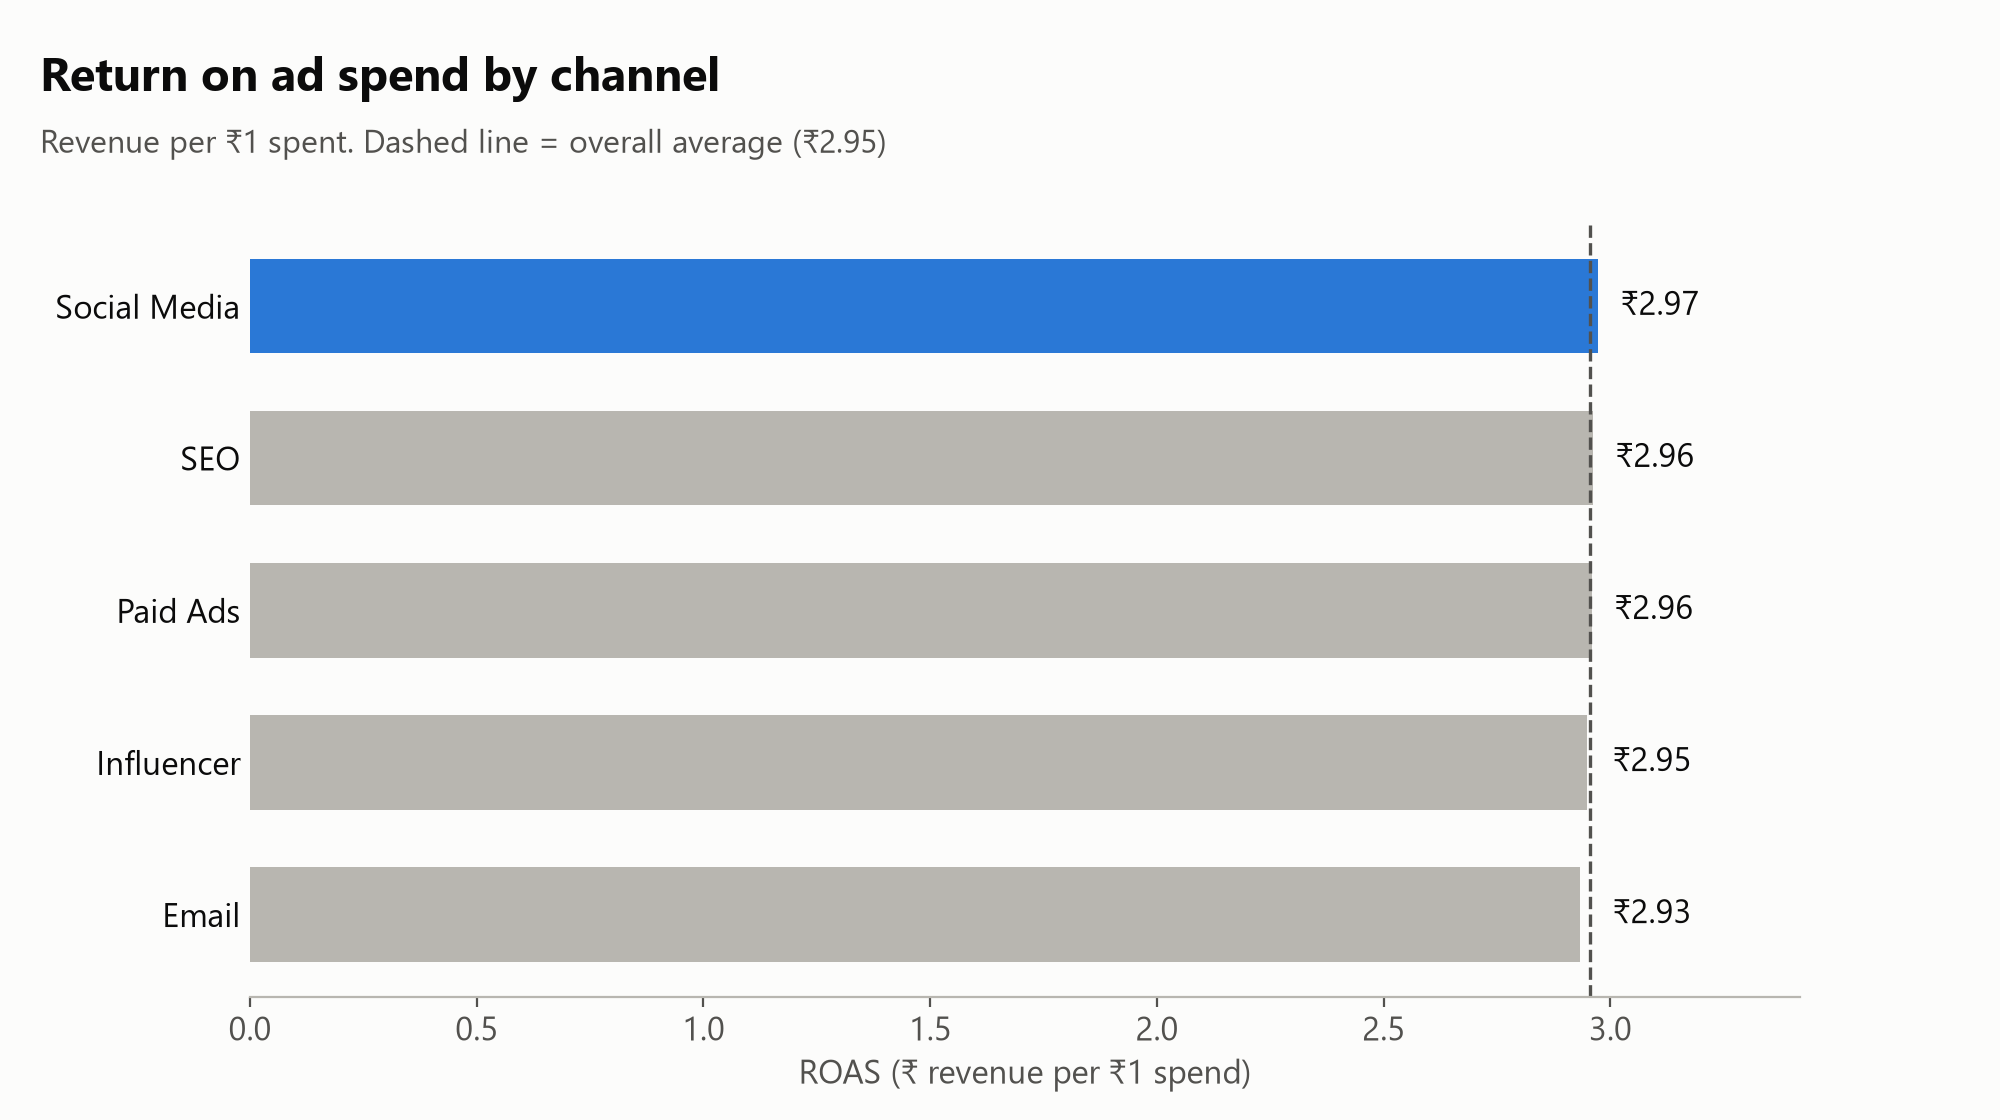 Return on ad spend by channel
Revenue per ₹1 spent. Dashed line = overall average (₹2.95)
Social Media ₹2.97
SEO ₹2.96
Paid Ads ₹2.96
Influencer ₹2.95
Email ₹2.93
0.0 0.5 1.0 1.5 2.0 2.5 3.0
ROAS (₹ revenue per ₹1 spend)